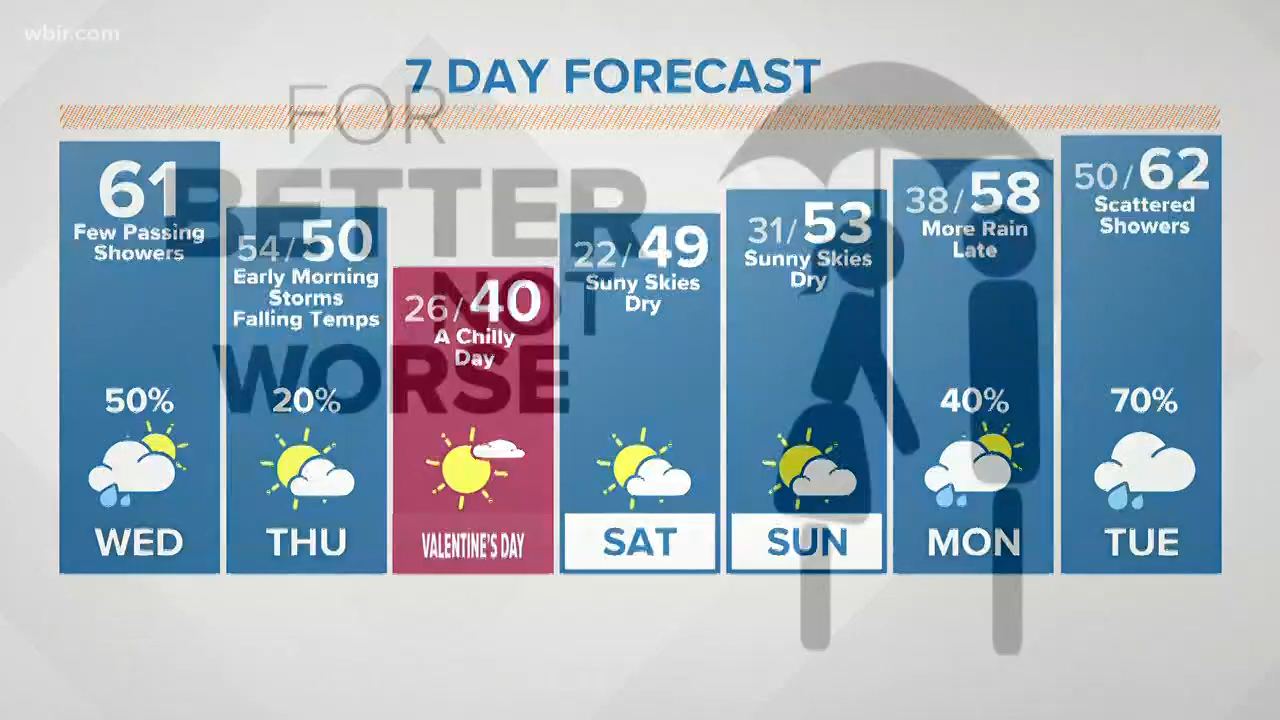 wbir.com
7 DAY FORECAST
FOR
BETTER
NOT
WORSE
61
Few Passing
Showers
50%
WED
54/50
Early Morning
Storms
Falling Temps
20%
THU
26/40
A Chilly
Day
VALENTINE'S DAY
22/49
Suny Skies
Dry
SAT
31/53
Sunny Skies
Dry
SUN
38/58
More Rain
Late
40%
MON
50/62
Scattered
Showers
70%
TUE